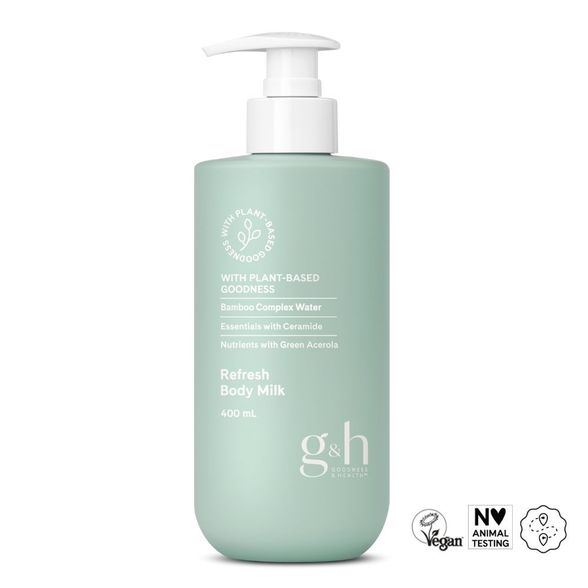 WITH PLANT-BASED GOODNESS
WITH PLANT-BASED
GOODNESS
Bamboo Complex Water
Essentials with Ceramide
Nutrients with Green Acerola
Refresh
Body Milk
400 mL
g&h
GOODNESS
& HEALTH™
Vegan
NO
ANIMAL
TESTING